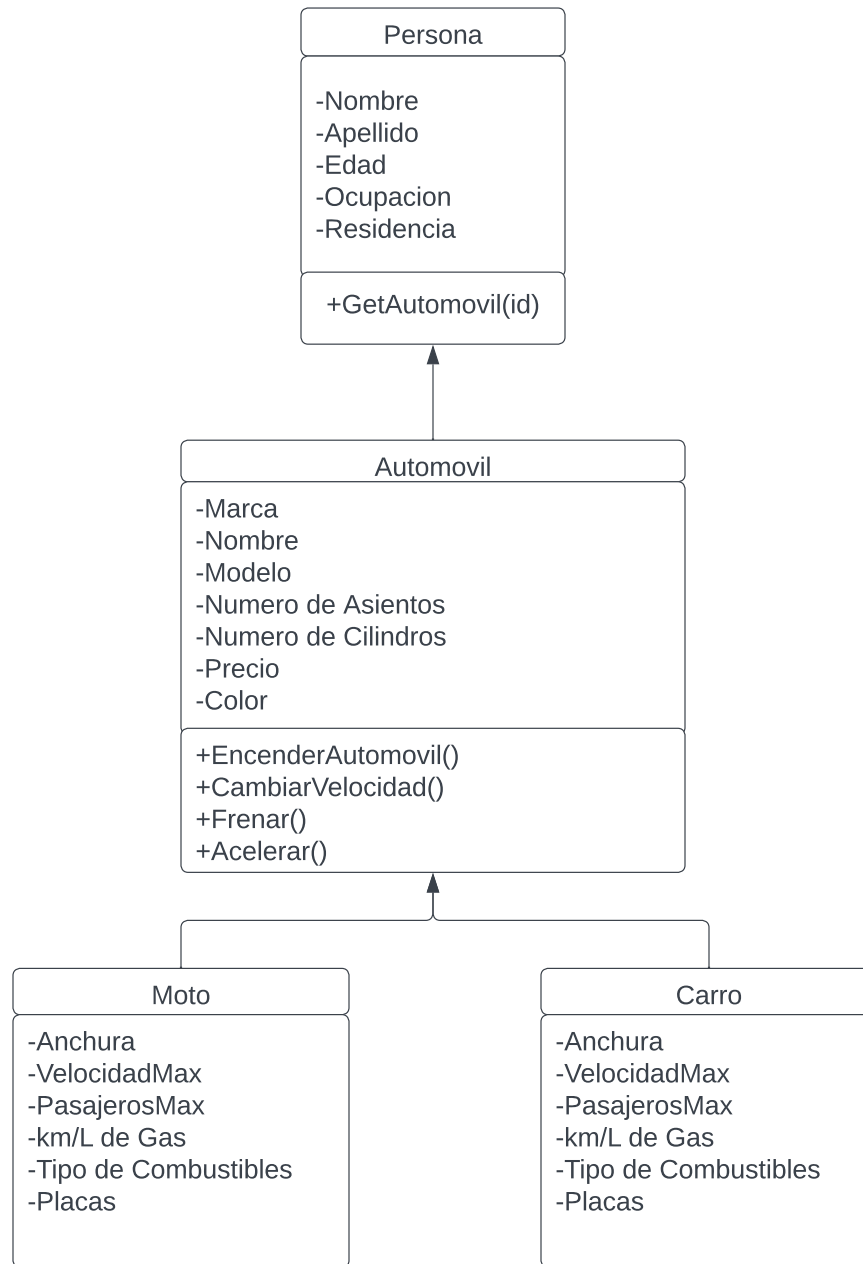 Persona
-Nombre
-Apellido
-Edad
-Ocupacion
-Residencia
+GetAutomovil(id)
Automovil
-Marca
-Nombre
-Modelo
-Numero de Asientos
-Numero de Cilindros
-Precio
-Color
+EncenderAutomovil()
+CambiarVelocidad()
+Frenar()
+Acelerar()
Moto
-Anchura
-VelocidadMax
-PasajerosMax
-km/L de Gas
-Tipo de Combustibles
-Placas
Carro
-Anchura
-VelocidadMax
-PasajerosMax
-km/L de Gas
-Tipo de Combustibles
-Placas